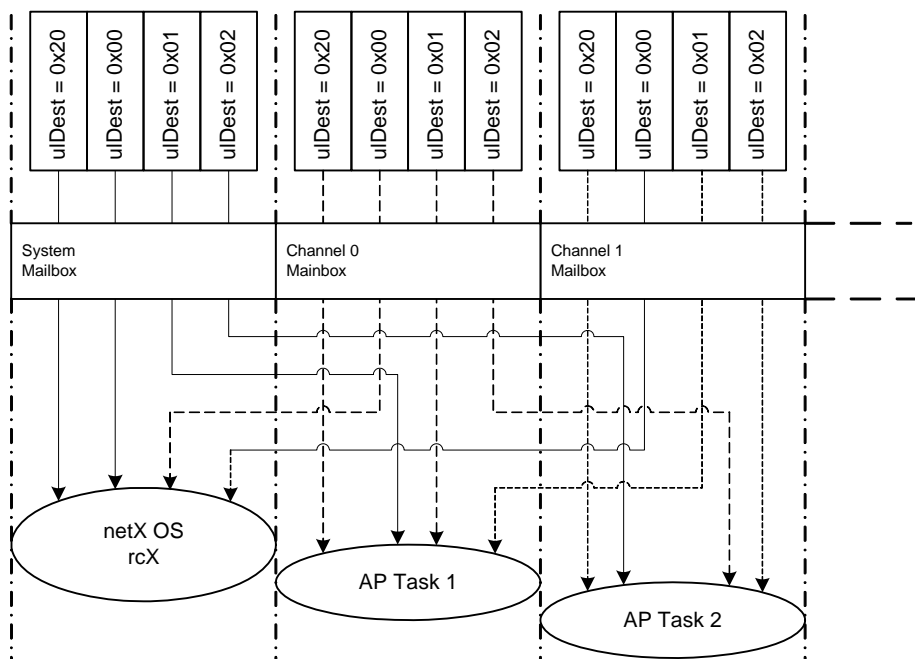 ulDest = 0x20
ulDest = 0x00
ulDest = 0x01
ulDest = 0x02
ulDest = 0x20
ulDest = 0x00
ulDest = 0x01
ulDest = 0x02
ulDest = 0x20
ulDest = 0x00
ulDest = 0x01
ulDest = 0x02
System
Mailbox
Channel 0
Mainbox
Channel 1
Mailbox
netX OS
rcX
AP Task 1
AP Task 2